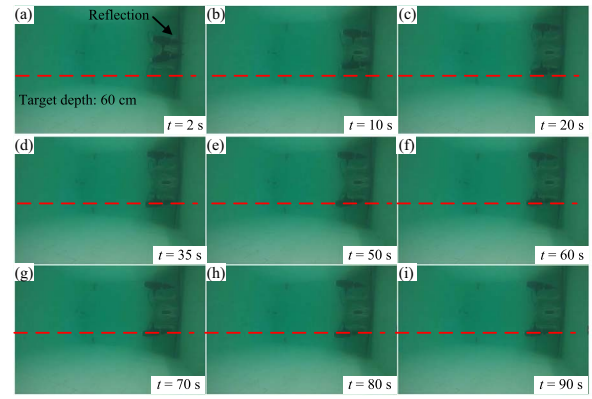 (a)
Reflection
(b)
(c)
Target depth: 60 cm
t = 2 s
t = 10 s
t = 20 s
(d)
(e)
(f)
t = 35 s
t = 50 s
t = 60 s
(g)
(h)
(i)
t = 70 s
t = 80 s
t = 90 s